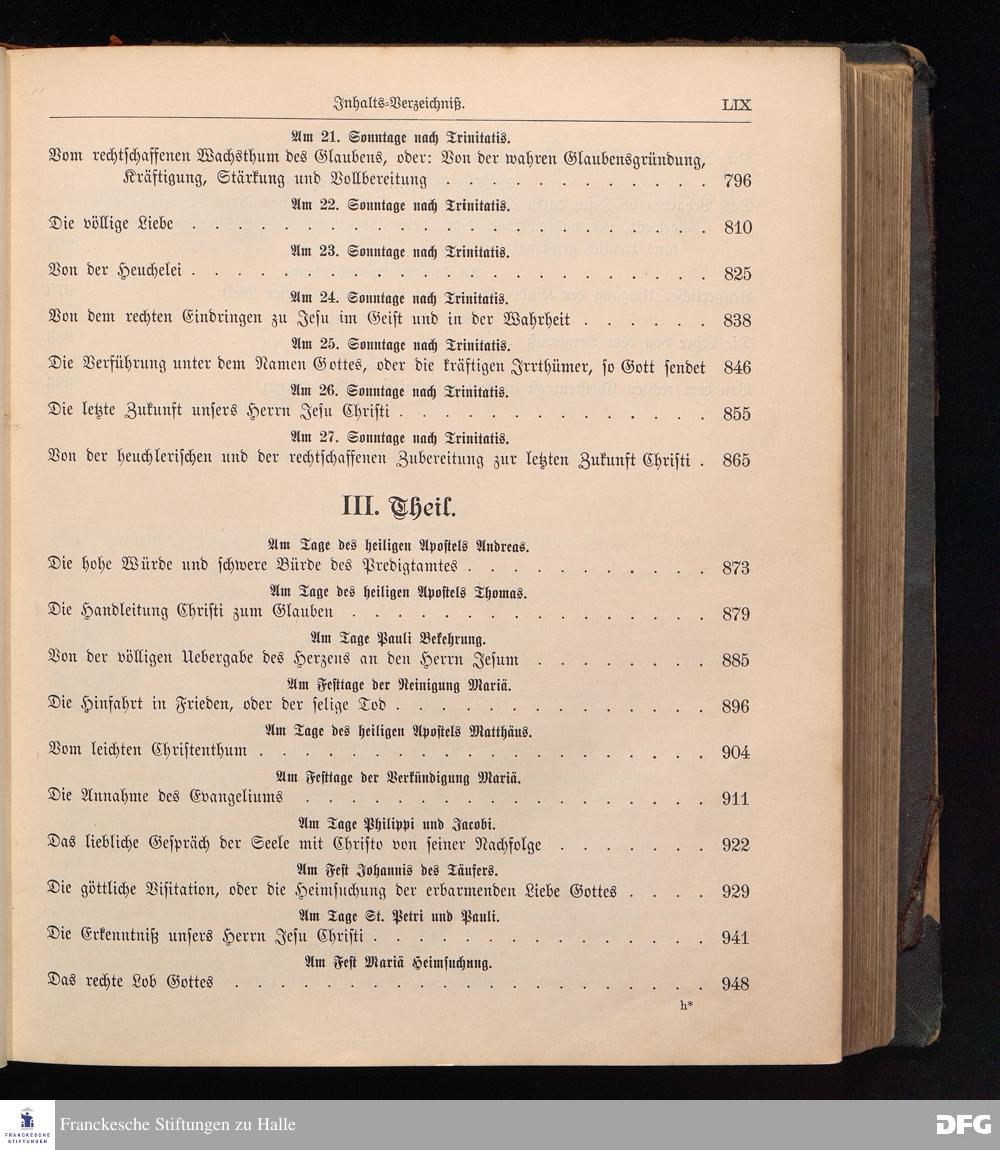 Inhalts-Verzeichniß. LIX
Am 21. Sonntage nach Trinitatis.
Vom rechtschaffenen Wachsthum des Glaubens, oder: Von der wahren Glaubensgründung,
Kräftigung, Stärkung und Vollbereitung . . . . . . . . . . . . 796
Am 22. Sonntage nach Trinitatis.
Die völlige Liebe . . . . . . . . . . . . . . . . . . . . . . . 810
Am 23. Sonntage nach Trinitatis.
Von der Heuchelei . . . . . . . . . . . . . . . . . . . . . . . 825
Am 24. Sonntage nach Trinitatis.
Von dem rechten Eindringen zu Jesu im Geist und in der Wahrheit . . . . . . 838
Am 25. Sonntage nach Trinitatis.
Die Verführung unter dem Namen Gottes, oder die kräftigen Irrthümer, so Gott sendet 846
Am 26. Sonntage nach Trinitatis.
Die letzte Zukunft unsers Herrn Jesu Christi . . . . . . . . . . . . . . 855
Am 27. Sonntage nach Trinitatis.
Von der heuchlerischen und der rechtschaffenen Zubereitung zur letzten Zukunft Christi . 865
III. Theil.
Am Tage des heiligen Apostels Andreas.
Die hohe Würde und schwere Bürde des Predigtamtes . . . . . . . . . . . 873
Am Tage des heiligen Apostels Thomas.
Die Handleitung Christi zum Glauben . . . . . . . . . . . . . . . . 879
Am Tage Pauli Bekehrung.
Von der völligen Uebergabe des Herzens an den Herrn Jesum . . . . . . . . 885
Am Festtage der Reinigung Mariä.
Die Hinfahrt in Frieden, oder der selige Tod . . . . . . . . . . . . . . 896
Am Tage des heiligen Apostels Matthäus.
Vom leichten Christenthum . . . . . . . . . . . . . . . . . . . . 904
Am Festtage der Verkündigung Mariä.
Die Annahme des Evangeliums . . . . . . . . . . . . . . . . . . 911
Am Tage Philippi und Jacobi.
Das liebliche Gespräch der Seele mit Christo von seiner Nachfolge . . . . . . . 922
Am Fest Johannis des Täufers.
Die göttliche Visitation, oder die Heimsuchung der erbarmenden Liebe Gottes . . . . 929
Am Tage St. Petri und Pauli.
Die Erkenntniß unsers Herrn Jesu Christi . . . . . . . . . . . . . . . 941
Am Fest Mariä Heimsuchung.
Das rechte Lob Gottes . . . . . . . . . . . . . . . . . . . . . 948
h*
FRANCKESCHE
STIFTUNGEN
Franckesche Stiftungen zu Halle
DFG